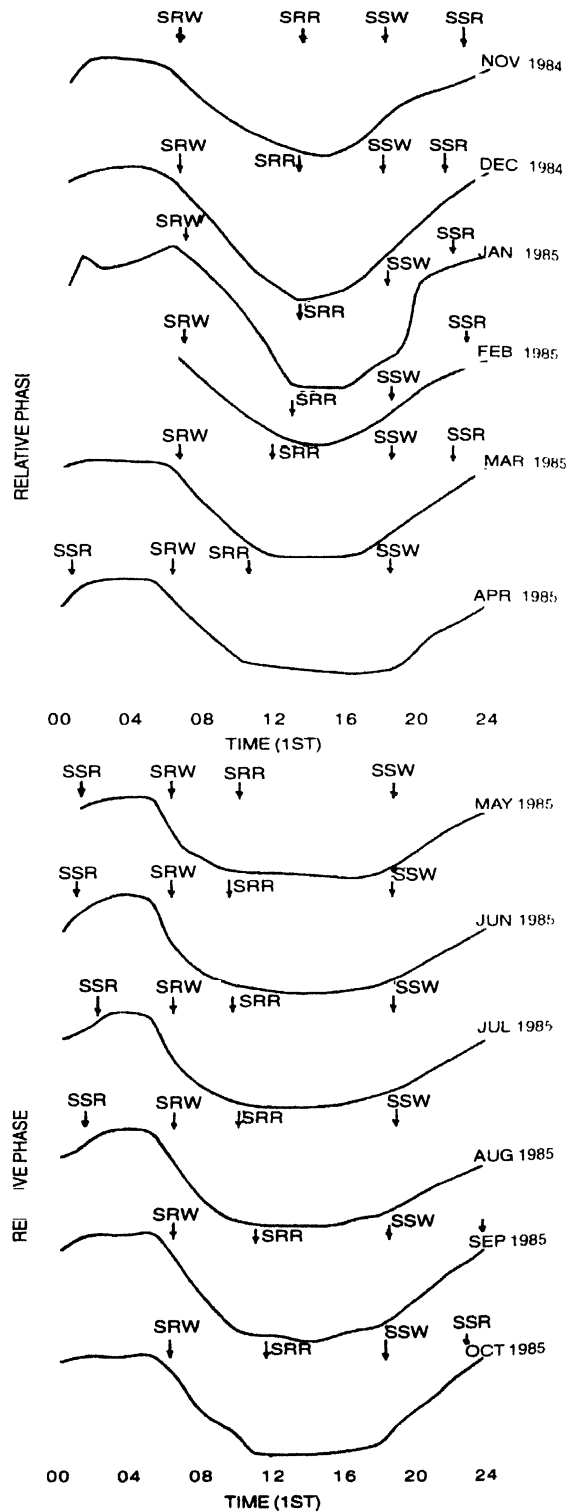 SRW SRR SSW SSR
NOV 1984
SRW SRR SSW SSR
DEC 1984
SRW SSR
JAN 1985
SSW
SRR
SRW SSR
FEB 1985
SSW
SRR
SRW SRR SSW SSR
MAR 1985
SSR SRW SRR SSW
APR 1985
RELATIVE PHASE
00 04 08 12 16 20 24
TIME (1ST)
SSR SRW SRR SSW
MAY 1985
SSR SRW SRR SSW
JUN 1985
SSR SRW SRR SSW
JUL 1985
SSR SRW SRR SSW
AUG 1985
SRW SRR SSW
SEP 1985
SRW SRR SSW SSR
OCT 1985
IVE PHASE
00 04 08 12 16 20 24
TIME (1ST)